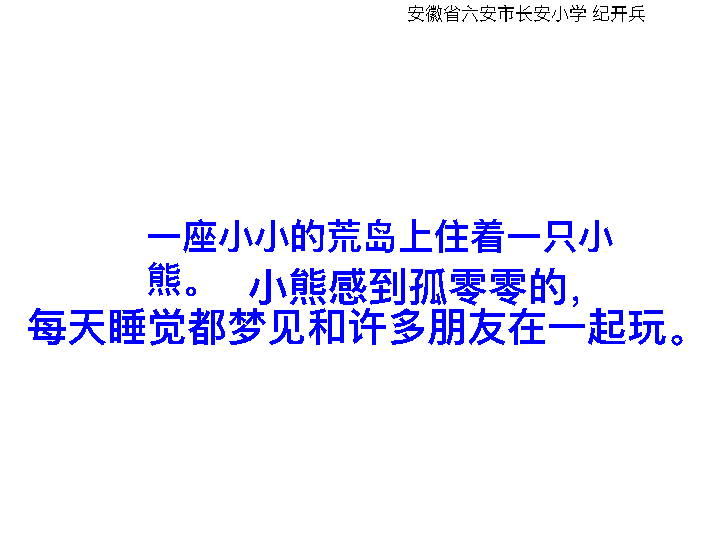 安徽省六安市长安小学 纪开兵
一座小小的荒岛上住着一只小
熊。 小熊感到孤零零的，
每天睡觉都梦见和许多朋友在一起玩。